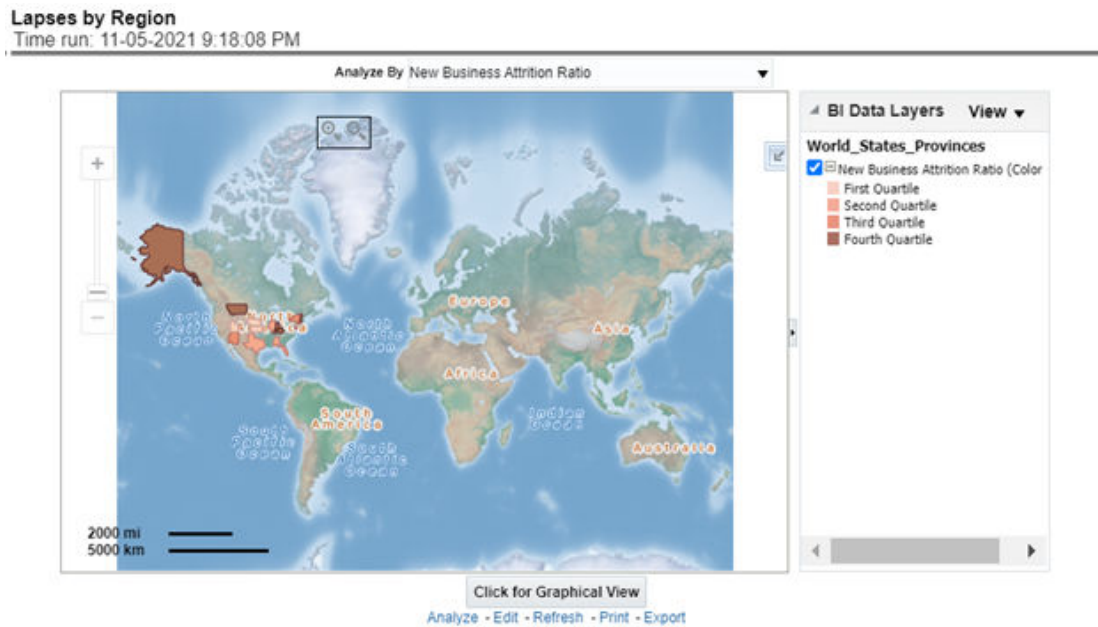 Lapses by Region
Time run: 11-05-2021 9:18:08 PM
Analyze By New Business Attrition Ratio
BI Data Layers View
World_States_Provinces
New Business Attrition Ratio (Color
First Quartile
Second Quartile
Third Quartile
Fourth Quartile
Europe
North
Pacific
Ocean
North
North
Atlantic
Ocean
Asia
Africa
South
America
Indian
Ocean
South
Pacific
Ocean
South
Atlantic
Ocean
Australia
2000 mi
5000 km
Click for Graphical View
Analyze - Edit - Refresh - Print - Export